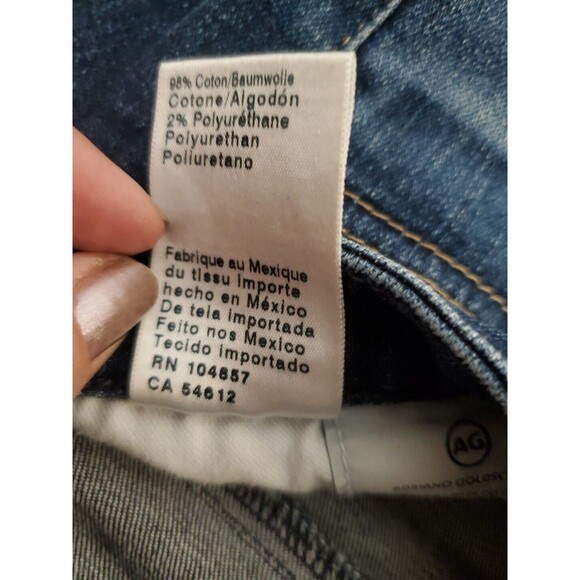 98% Coton/Baumwolle
Cotone/Algodón
2% Polyuréthane
Polyurethan
Poliuretano
Fabrique au Mexique
du tissu importe
hecho en México
De tela importada
Feito nos Mexico
Tecido importado
RN 104857
CA 54612
AG